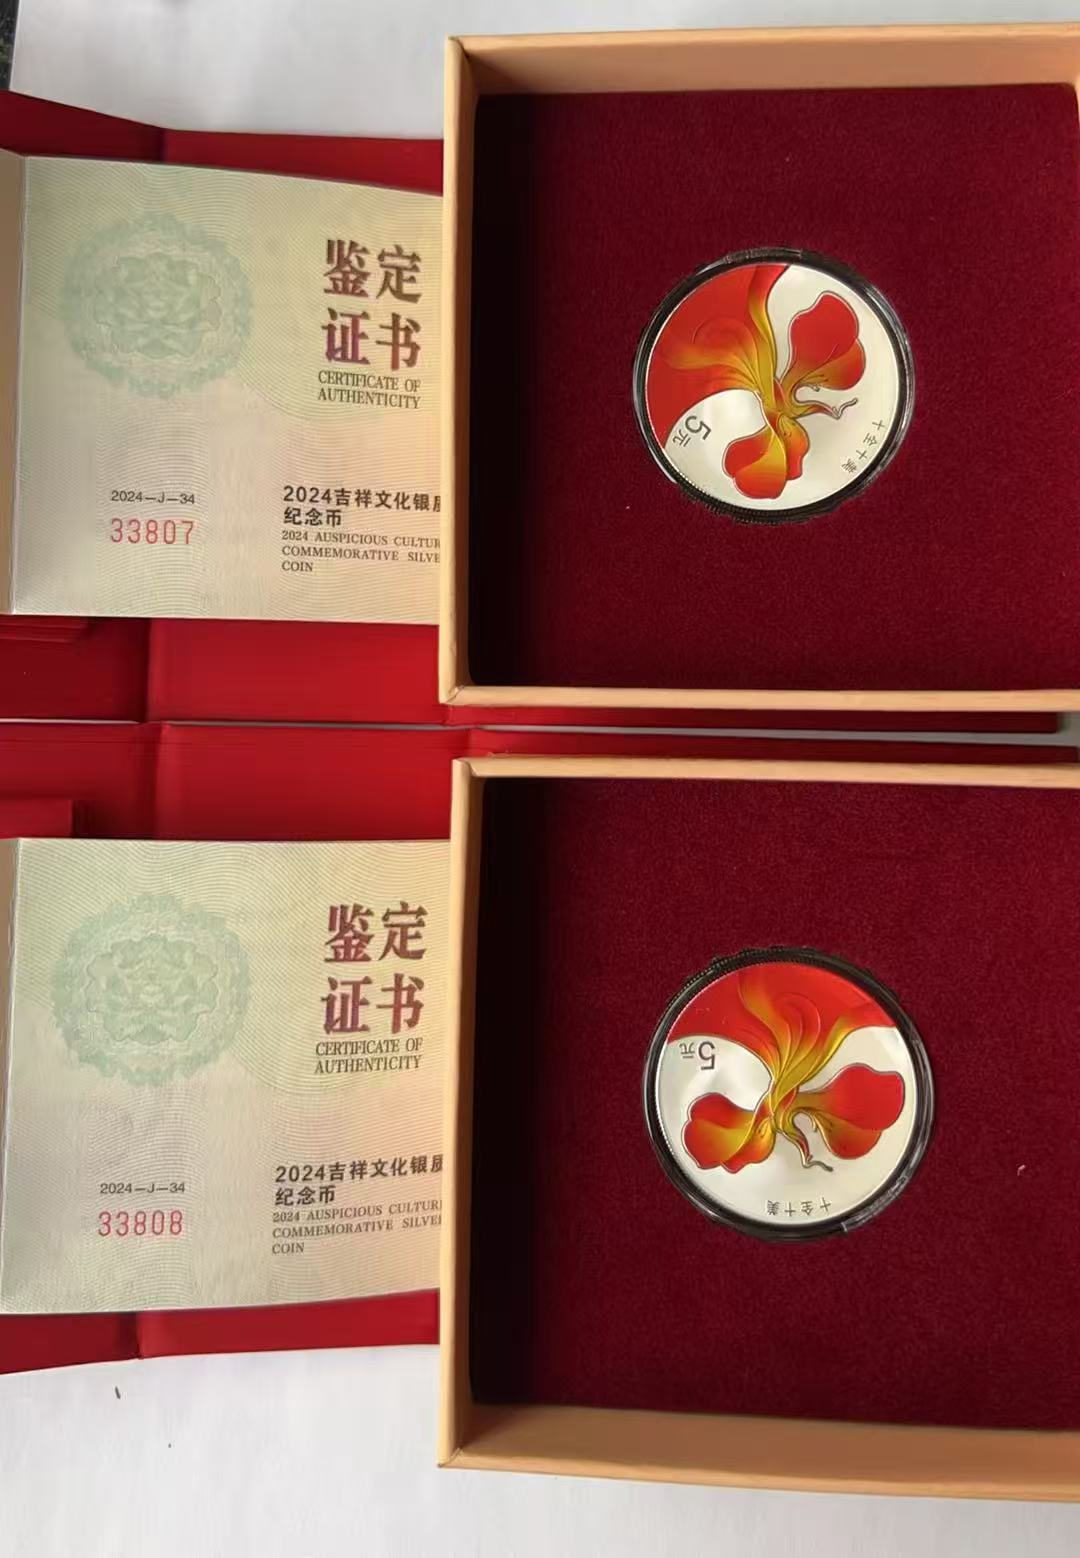 鉴定
证书
CERTIFICATE OF
AUTHENTICITY
2024-J-34
33807
2024吉祥文化银质
纪念币
2024 AUSPICIOUS CULTUR
COMMEMORATIVE SILVE
COIN
5元
十全十美
鉴定
证书
CERTIFICATE OF
AUTHENTICITY
2024-J-34
33808
2024吉祥文化银质
纪念币
2024 AUSPICIOUS CULTUR
COMMEMORATIVE SILVE
COIN
5元
十全十美